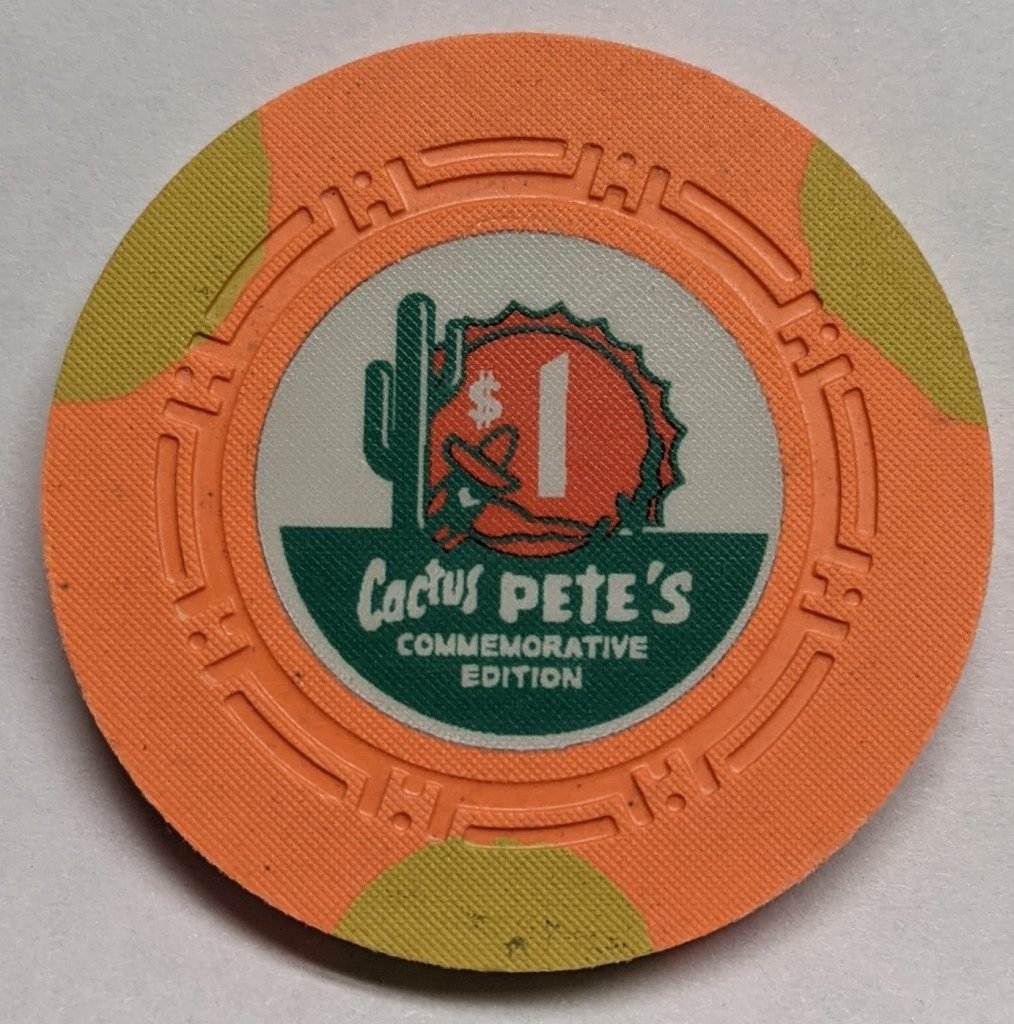 $1
Cactus PETE'S
COMMEMORATIVE
EDITION